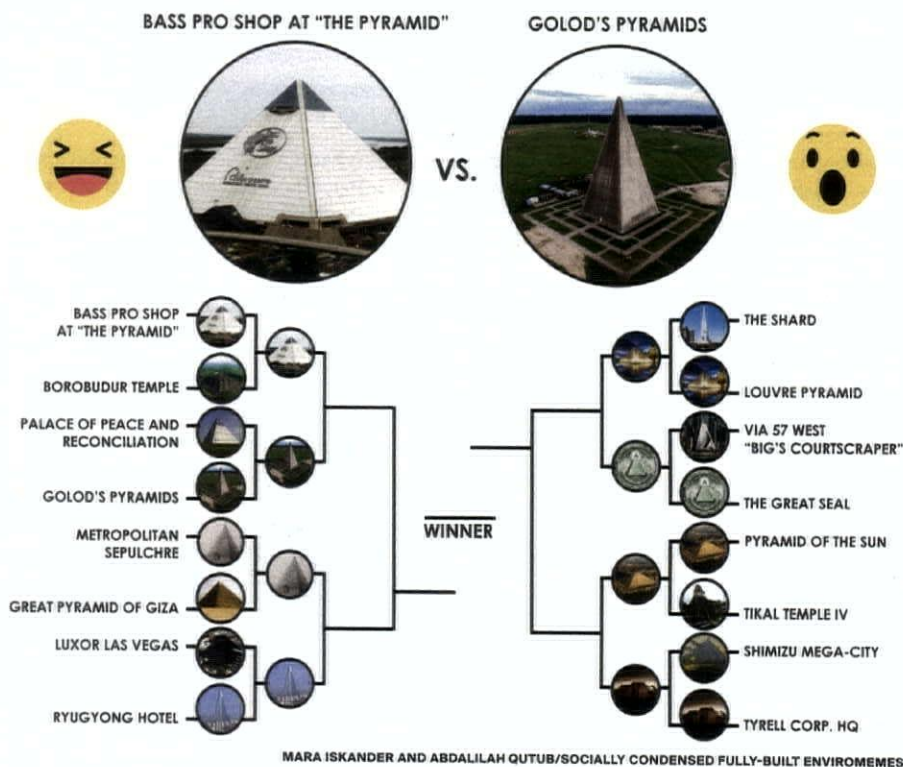 BASS PRO SHOP AT “THE PYRAMID”
GOLOD’S PYRAMIDS
VS.
BASS PRO SHOP
AT “THE PYRAMID”
BOROBUDUR TEMPLE
PALACE OF PEACE AND
RECONCILIATION
GOLOD’S PYRAMIDS
METROPOLITAN
SEPULCHRE
GREAT PYRAMID OF GIZA
LUXOR LAS VEGAS
RYUGYONG HOTEL
WINNER
THE SHARD
LOUVRE PYRAMID
VIA 57 WEST
“BIG’S COURTSCRAPER”
THE GREAT SEAL
PYRAMID OF THE SUN
TIKAL TEMPLE IV
SHIMIZU MEGA-CITY
TYRELL CORP. HQ
MARA ISKANDER AND ABDALILAH QUTUB/SOCIALLY CONDENSED FULLY-BUILT ENVIROMEMES